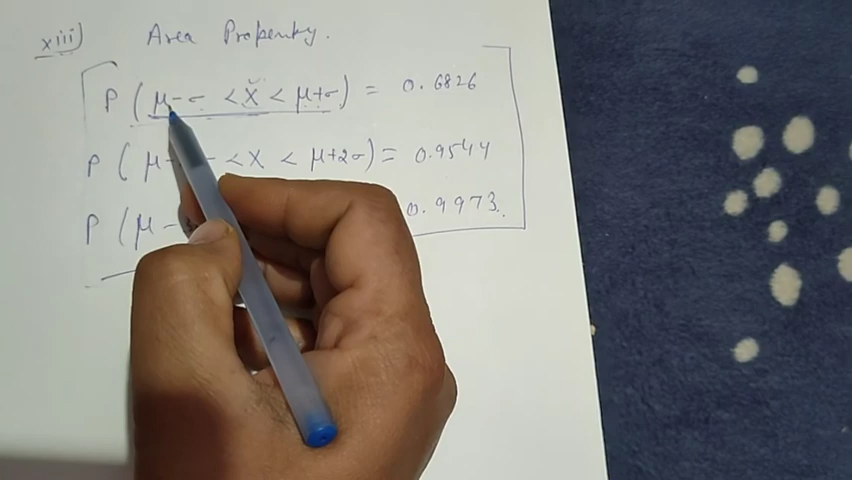 xiii) Area Property.
P ( μ-σ < X < μ+σ ) = 0.6826
P ( μ- < X < μ+2σ) = 0.9544
P ( μ - 0.9973.